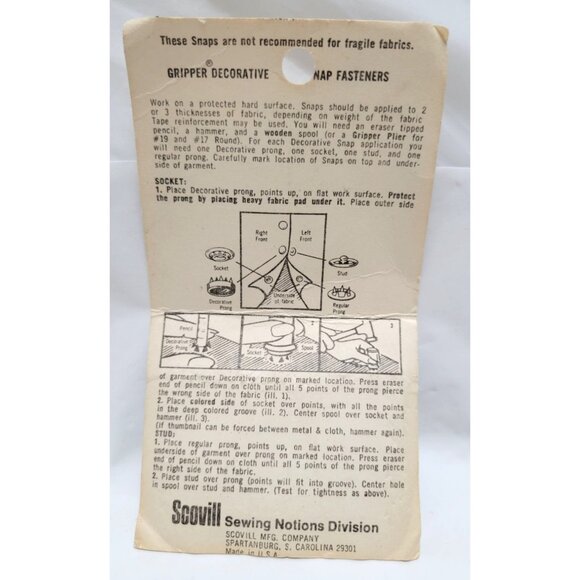 These Snaps are not recommended for fragile fabrics.
GRIPPER® DECORATIVE NAP FASTENERS
Work on a protected hard surface. Snaps should be applied to 2
or 3 thicknesses of fabric, depending on weight of the fabric
Tape reinforcement may be used. You will need an eraser tipped
pencil, a hammer, and a wooden spool (or a Gripper Plier for
#19 and #17 Round). For each Decorative Snap application you
will need one Decorative prong, one socket, one stud, and one
regular prong. Carefully mark location of Snaps on top and under-
side of garment.
SOCKET:
1. Place Decorative prong, points up, on flat work surface. Protect
the prong by placing heavy fabric pad under it. Place outer side
Right
Front
Left
Front
Socket
Stud
Decorative
Prong
Underside
of fabric
Regular
Prong
Pencil
Decorative
Prong
2
Socket
Spool
3
of garment over Decorative prong on marked location. Press eraser
end of pencil down on cloth until all 5 points of the prong pierce
the wrong side of the fabric (ill. 1).
2. Place colored side of socket over points, with all the points
in the deep colored groove (ill. 2). Center spool over socket and
hammer (ill. 3).
(If thumbnail can be forced between metal & cloth, hammer again).
STUD:
1. Place regular prong, points up, on flat work surface. Place
underside of garment over prong on marked location. Press eraser
end of pencil down on cloth until all 5 points of the prong pierce
the right side of the fabric.
2. Place stud over prong (points will fit into groove). Center hole
in spool over stud and hammer. (Test for tightness as above).
Scovill Sewing Notions Division
SCOVILL MFG. COMPANY
SPARTANBURG, S. CAROLINA 29301
Made in U.S.A.